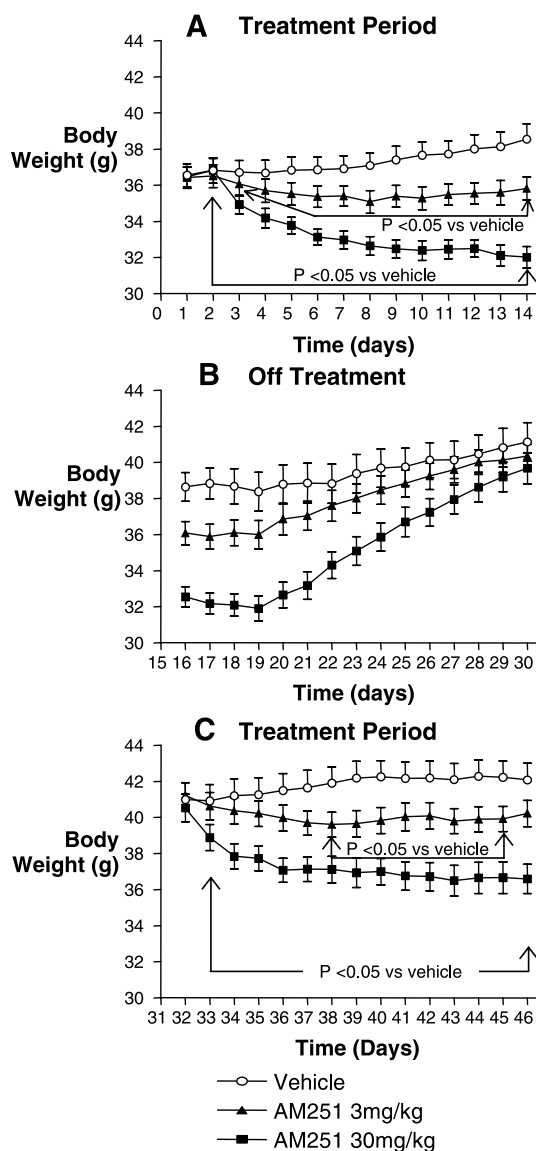 A Treatment Period
44
42
40
38
36
34
32
30
Body
Weight (g)
P <0.05 vs vehicle
P <0.05 vs vehicle
0 1 2 3 4 5 6 7 8 9 10 11 12 13 14
Time (days)
B Off Treatment
44
42
40
38
36
34
32
30
Body
Weight (g)
15 16 17 18 19 20 21 22 23 24 25 26 27 28 29 30
Time (days)
C Treatment Period
44
42
40
38
36
34
32
30
Body
Weight (g)
P <0.05 vs vehicle
P <0.05 vs vehicle
31 32 33 34 35 36 37 38 39 40 41 42 43 44 45 46
Time (Days)
Vehicle
AM251 3mg/kg
AM251 30mg/kg